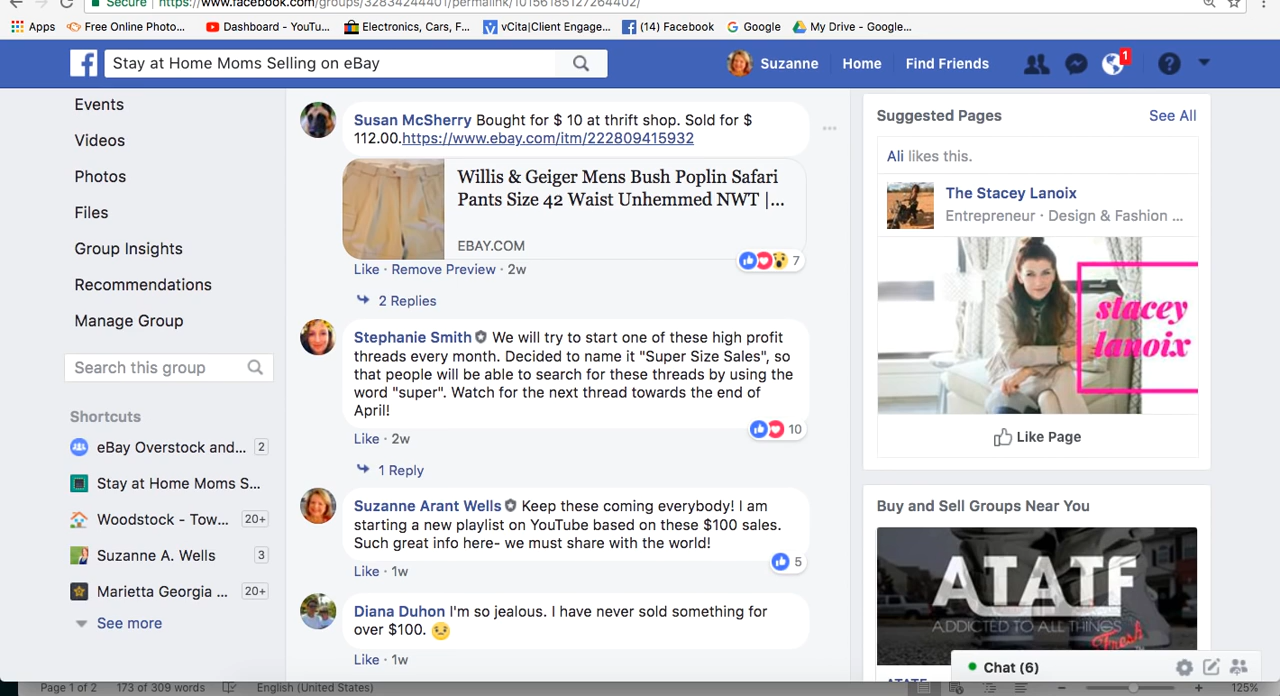 Secure
https://www.facebook.com/groups/32834244401/permalink/10156185127264402/
Apps
Free Online Photo...
Dashboard - YouTu...
Electronics, Cars, F...
vCita|Client Engage...
(14) Facebook
Google
My Drive - Google...
Stay at Home Moms Selling on eBay
Suzanne
Home
Find Friends
1
Events
Videos
Photos
Files
Group Insights
Recommendations
Manage Group
Search this group
Shortcuts
eBay Overstock and... 2
Stay at Home Moms S...
Woodstock - Tow... 20+
Suzanne A. Wells 3
Marietta Georgia ... 20+
See more
Susan McSherry Bought for $ 10 at thrift shop. Sold for $
112.00.https://www.ebay.com/itm/222809415932
Willis & Geiger Mens Bush Poplin Safari
Pants Size 42 Waist Unhemmed NWT |...
EBAY.COM
7
Like · Remove Preview · 2w
2 Replies
Stephanie Smith We will try to start one of these high profit
threads every month. Decided to name it "Super Size Sales", so
that people will be able to search for these threads by using the
word "super". Watch for the next thread towards the end of
April!
10
Like · 2w
1 Reply
Suzanne Arant Wells Keep these coming everybody! I am
starting a new playlist on YouTube based on these $100 sales.
Such great info here- we must share with the world!
5
Like · 1w
Diana Duhon I'm so jealous. I have never sold something for
over $100. 😟
Like · 1w
Suggested Pages
See All
Ali likes this.
The Stacey Lanoix
Entrepreneur · Design & Fashion ...
stacey
lanoix
Like Page
Buy and Sell Groups Near You
ATATF
ADDICTED TO ALL THINGS
Fresh
ATATF
Chat (6)
Page 1 of 2
173 of 309 words
English (United States)
125%